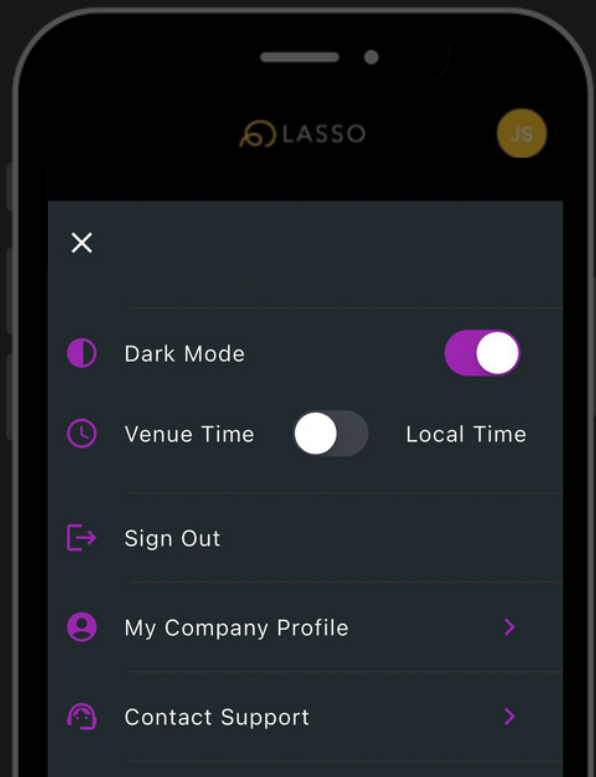 LASSO
JS
Dark Mode
Venue Time Local Time
Sign Out
My Company Profile
Contact Support